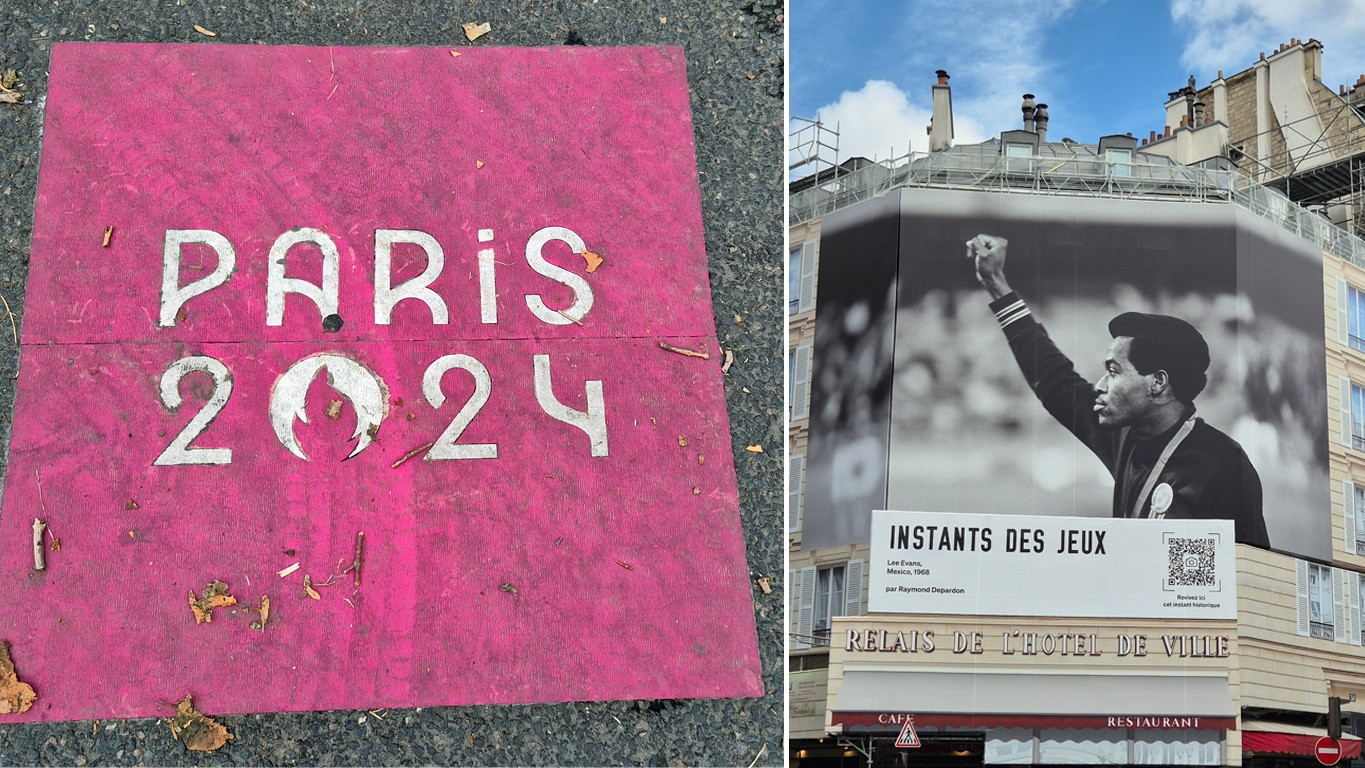 PARiS
2024
INSTANTS DES JEUX
Lee Evans,
Mexico, 1968
par Raymond Depardon
Revivez ici
cet instant historique
RELAIS DE L'HOTEL DE VILLE
CAFE RESTAURANT